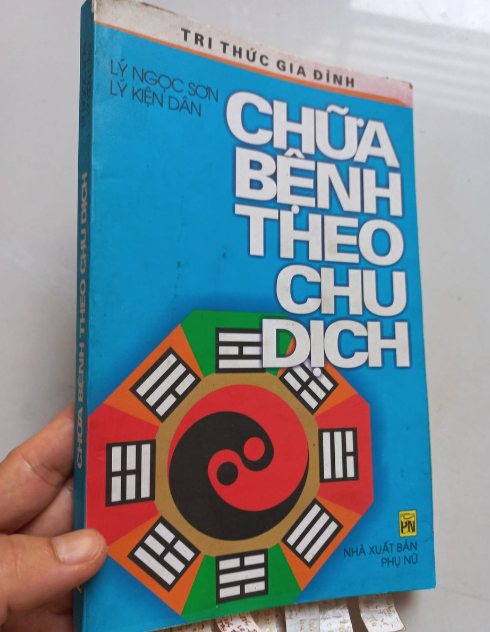 TRI THỨC GIA ĐÌNH
LÝ NGỌC SƠN
LÝ KIỆN DÂN
CHỮA
BỆNH
THEO
CHU
DỊCH
CHỮA BỆNH THEO CHU DỊCH
PN
NHÀ XUẤT BẢN
PHỤ NỮ